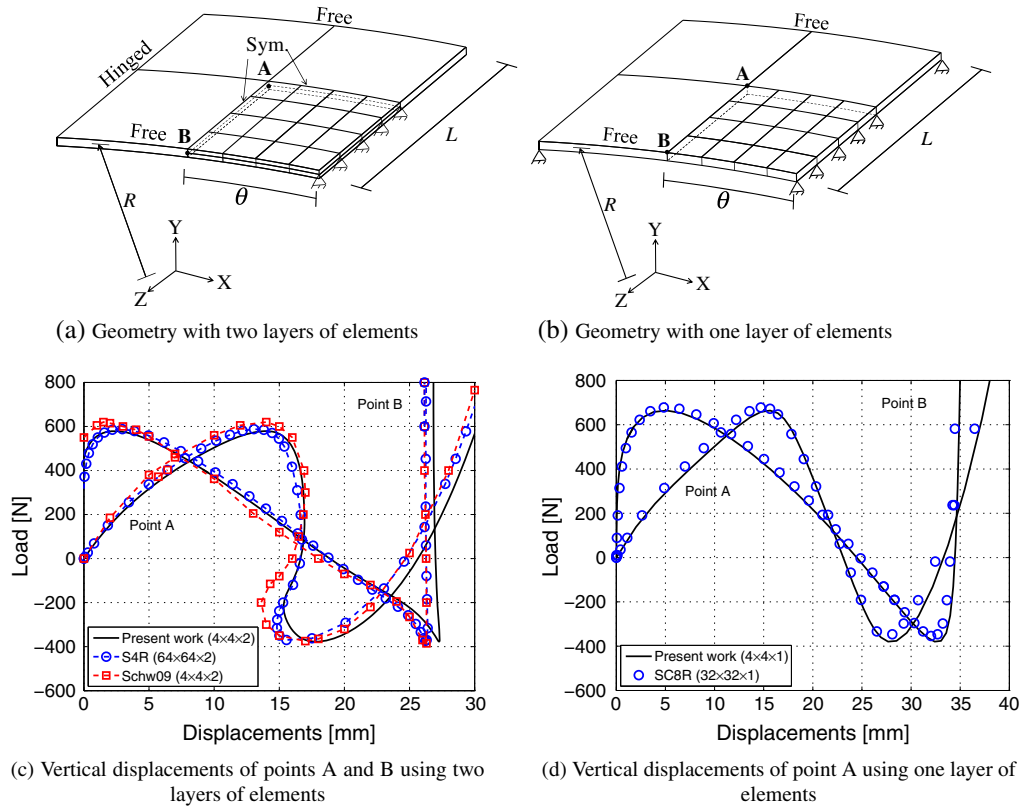 Free
Sym.
Hinged
A
B
Free
L
R
θ
Y
X
Z
(a) Geometry with two layers of elements
Free
A
B
Free
L
R
θ
Y
X
Z
(b) Geometry with one layer of elements
800
600
400
200
0
−200
−400
−600
Load [N]
Point B
Point A
Present work (4×4×2)
S4R (64×64×2)
Schw09 (4×4×2)
0 5 10 15 20 25 30
Displacements [mm]
(c) Vertical displacements of points A and B using two
layers of elements
800
600
400
200
0
−200
−400
−600
Load [N]
Point B
Point A
Present work (4×4×1)
SC8R (32×32×1)
0 5 10 15 20 25 30 35 40
Displacements [mm]
(d) Vertical displacements of point A using one layer of
elements